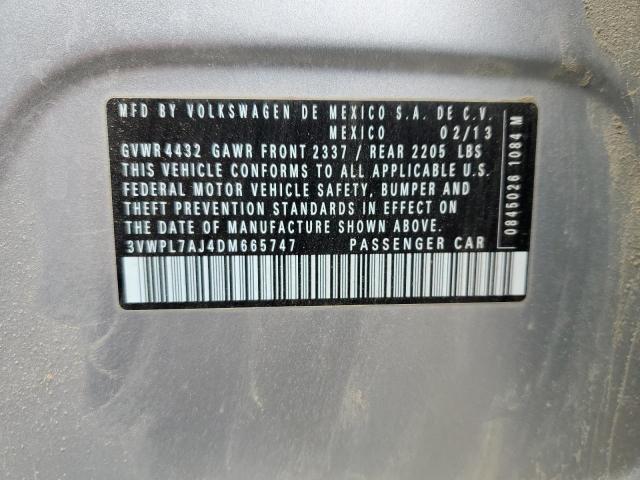 MFD BY VOLKSWAGEN DE MEXICO S.A. DE C.V.
MEXICO 02/13
GVWR4432 GAWR FRONT 2337 / REAR 2205 LBS
THIS VEHICLE CONFORMS TO ALL APPLICABLE U.S.
FEDERAL MOTOR VEHICLE SAFETY, BUMPER AND
THEFT PREVENTION STANDARDS IN EFFECT ON
THE DATE OF MANUFACTURE SHOWN ABOVE.
3VWPL7AJ4DM665747 PASSENGER CAR
0845026 1084 M